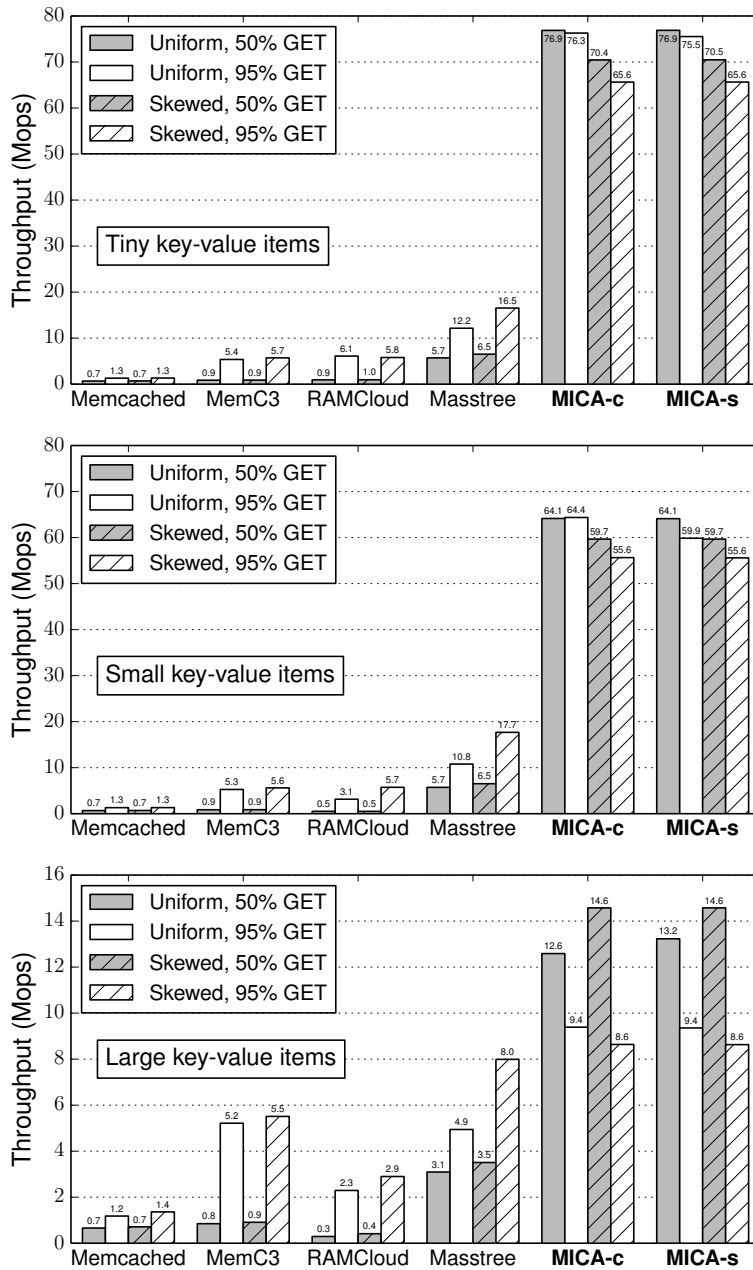 80
70
60
50
40
30
20
10
0
Throughput (Mops)
Uniform, 50% GET
Uniform, 95% GET
Skewed, 50% GET
Skewed, 95% GET
Tiny key-value items
0.7 1.3 0.7 1.3
0.9 5.4 0.9 5.7
0.9 6.1 1.0 5.8
5.7 12.2 6.5 16.5
76.9 76.3 70.4 65.6
76.9 75.5 70.5 65.6
Memcached MemC3 RAMCloud Masstree MICA-c MICA-s
80
70
60
50
40
30
20
10
0
Throughput (Mops)
Uniform, 50% GET
Uniform, 95% GET
Skewed, 50% GET
Skewed, 95% GET
Small key-value items
0.7 1.3 0.7 1.3
0.9 5.3 0.9 5.6
0.5 3.1 0.5 5.7
5.7 10.8 6.5 17.7
64.1 64.4 59.7 55.6
64.1 59.9 59.7 55.6
Memcached MemC3 RAMCloud Masstree MICA-c MICA-s
16
14
12
10
8
6
4
2
0
Throughput (Mops)
Uniform, 50% GET
Uniform, 95% GET
Skewed, 50% GET
Skewed, 95% GET
Large key-value items
0.7 1.2 0.7 1.4
0.8 5.2 0.9 5.5
0.3 2.3 0.4 2.9
3.1 4.9 3.5 8.0
12.6 9.4 14.6 8.6
13.2 9.4 14.6 8.6
Memcached MemC3 RAMCloud Masstree MICA-c MICA-s